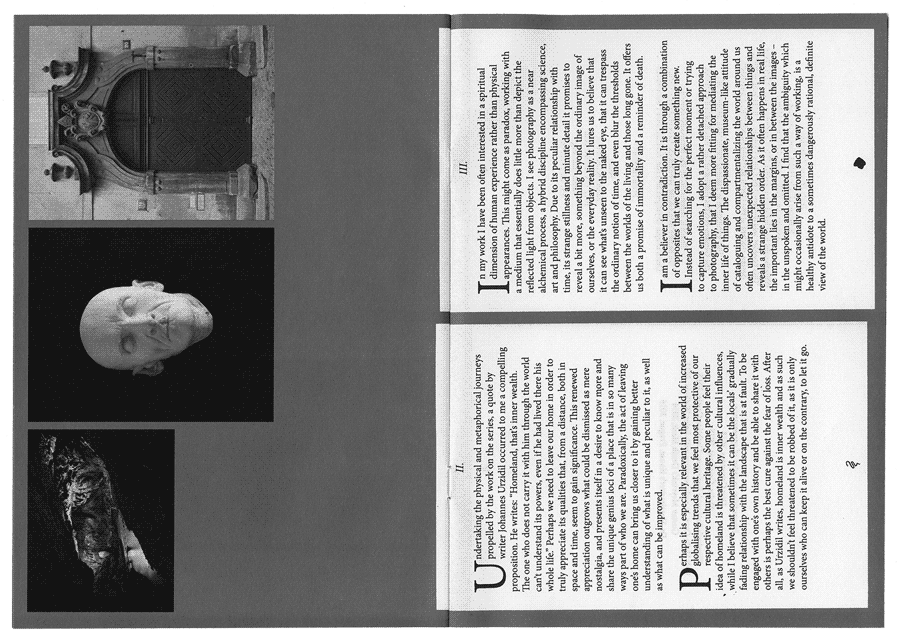 II.
Undertaking the physical and metaphorical journeys
propelled by the work on the series, a quote by
writer Johannes Urzidil occurred to me a compelling
proposition. He writes: "Homeland, that's inner wealth.
The one who does not carry it with him through the world
can't understand its powers, even if he had lived there his
whole life." Perhaps we need to leave our home in order to
truly appreciate its qualities that, from a distance, both in
space and time, seem to gain significance. This renewed
appreciation outgrows what could be dismissed as mere
nostalgia, and presents itself in a desire to know more and
share the unique genius loci of a place that is in so many
ways part of who we are. Paradoxically, the act of leaving
one's home can bring us closer to it by gaining better
understanding of what is unique and peculiar to it, as well
as what can be improved.
Perhaps it is especially relevant in the world of increased
globalising trends that we feel most protective of our
respective cultural heritage. Some people feel their
idea of homeland is threatened by other cultural influences,
while I believe that sometimes it can be the locals' gradually
fading relationship with the landscape that is at fault. To be
engaged with one's own history and be able to share it with
others is perhaps the best cure against the fear of loss. After
all, as Urzidil writes, homeland is inner wealth and as such
we shouldn't feel threatened to be robbed of it, as it is only
ourselves who can keep it alive or on the contrary, to let it go.
III.
In my work I have been often interested in a spiritual
dimension of human experience rather than physical
appearances. This might come as paradox, working with
a medium that essentially does little more than depict the
reflected light from objects. I see photography as a near
alchemical process, a hybrid discipline encompassing science,
art and philosophy. Due to its peculiar relationship with
time, its strange stillness and minute detail it promises to
reveal a bit more, something beyond the ordinary image of
ourselves, or the everyday reality. It lures us to believe that
it can see what's unseen to the naked eye, that it can trespass
the ordinary notion of time, and even blur the thresholds
between the worlds of the living and those long gone. It offers
us both a promise of immortality and a reminder of death.
I am a believer in contradiction. It is through a combination
of opposites that we can truly create something new.
Instead of searching for the perfect moment or trying
to capture emotions, I adopt a rather detached approach
to photography, that I deem more fitting for mediating the
inner life of things. The dispassionate, museum-like attitude
of cataloguing and compartmentalizing the world around us
often uncovers unexpected relationships between things and
reveals a strange hidden order. As it often happens in real life,
the important lies in the margins, or in between the images –
in the unspoken and omitted. I find that the ambiguity which
might occasionally arise from such a way of working, is a
healthy antidote to a sometimes dangerously rational, definite
view of the world.